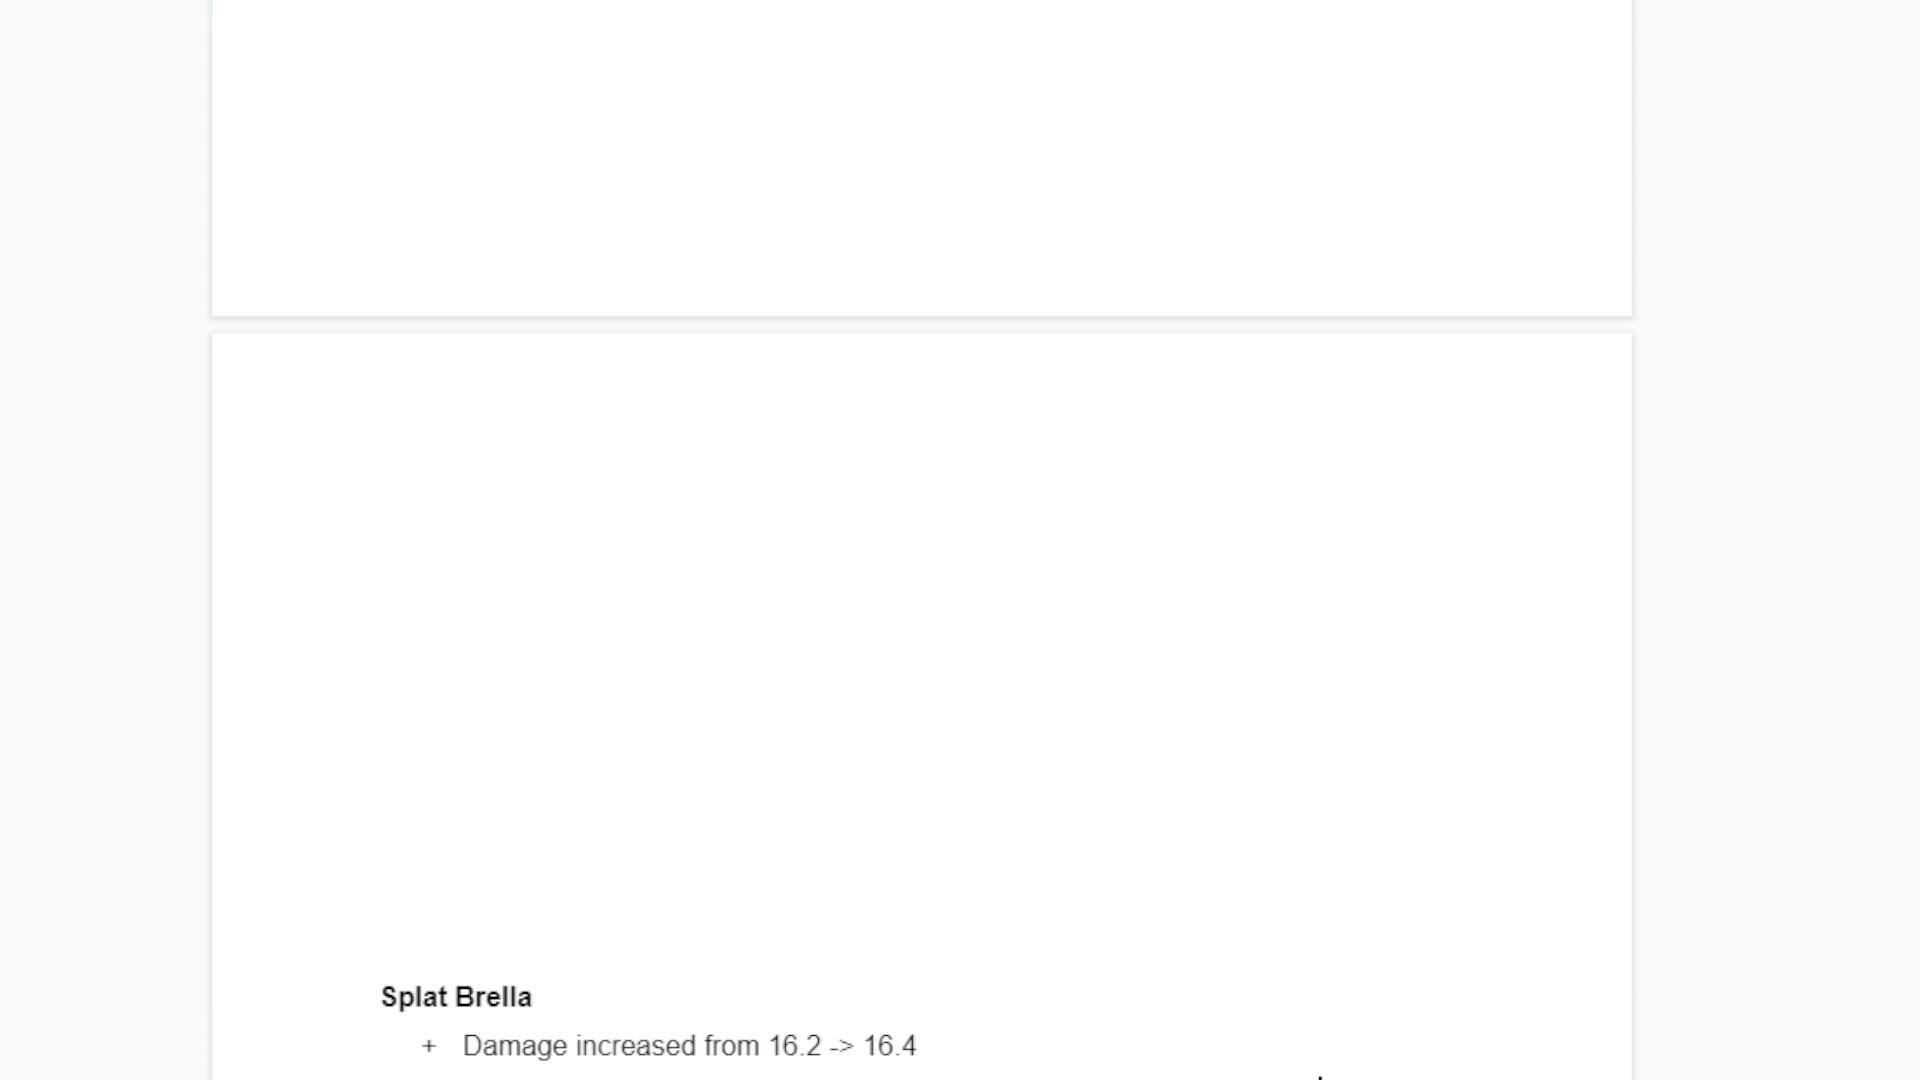 Splat Brella
+ Damage increased from 16.2 -> 16.4